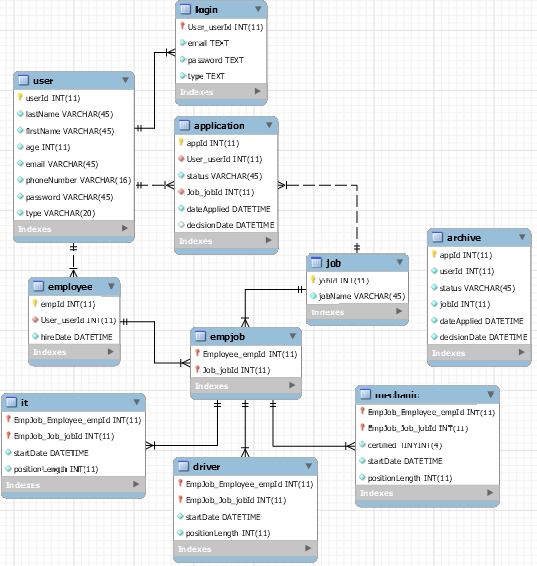 login
User_userId INT(11)
email TEXT
password TEXT
type TEXT
Indexes
user
userId INT(11)
lastName VARCHAR(45)
firstName VARCHAR(45)
age INT(11)
email VARCHAR(45)
phoneNumber VARCHAR(16)
password VARCHAR(45)
type VARCHAR(20)
Indexes
application
appId INT(11)
User_userId INT(11)
status VARCHAR(45)
Job_jobId INT(11)
dateApplied DATETIME
decisionDate DATETIME
Indexes
archive
appId INT(11)
userId INT(11)
status VARCHAR(45)
jobId INT(11)
dateApplied DATETIME
decisionDate DATETIME
Indexes
job
jobId INT(11)
jobName VARCHAR(45)
Indexes
employee
empId INT(11)
User_userId INT(11)
hireDate DATETIME
Indexes
empjob
Employee_empId INT(11)
Job_jobId INT(11)
Indexes
it
EmpJob_Employee_empId INT(11)
EmpJob_Job_jobId INT(11)
startDate DATETIME
positionLength INT(11)
Indexes
driver
EmpJob_Employee_empId INT(11)
EmpJob_Job_jobId INT(11)
startDate DATETIME
positionLength INT(11)
Indexes
mechanic
EmpJob_Employee_empId INT(11)
EmpJob_Job_jobId INT(11)
certified TINYINT(4)
startDate DATETIME
positionLength INT(11)
Indexes